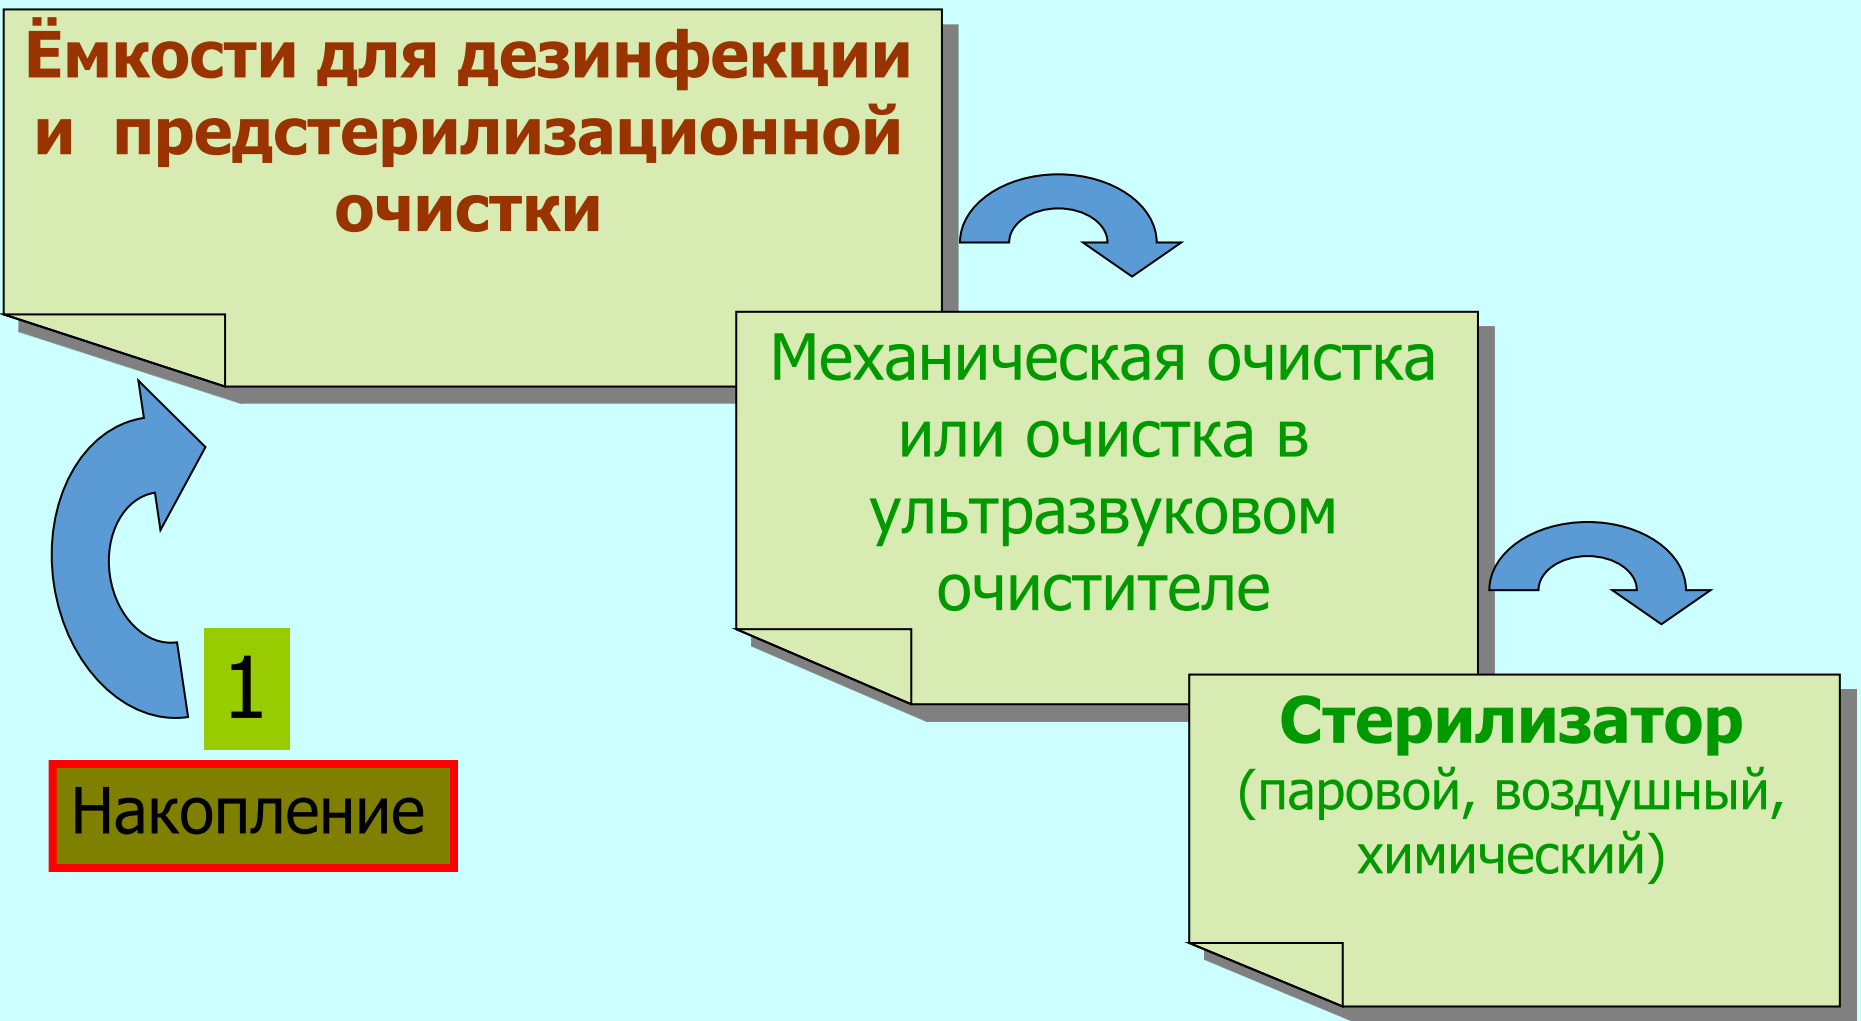 Ёмкости для дезинфекции
и предстерилизационной
очистки
Механическая очистка
или очистка в
ультразвуковом
очистителе
1
Накопление
Стерилизатор
(паровой, воздушный,
химический)